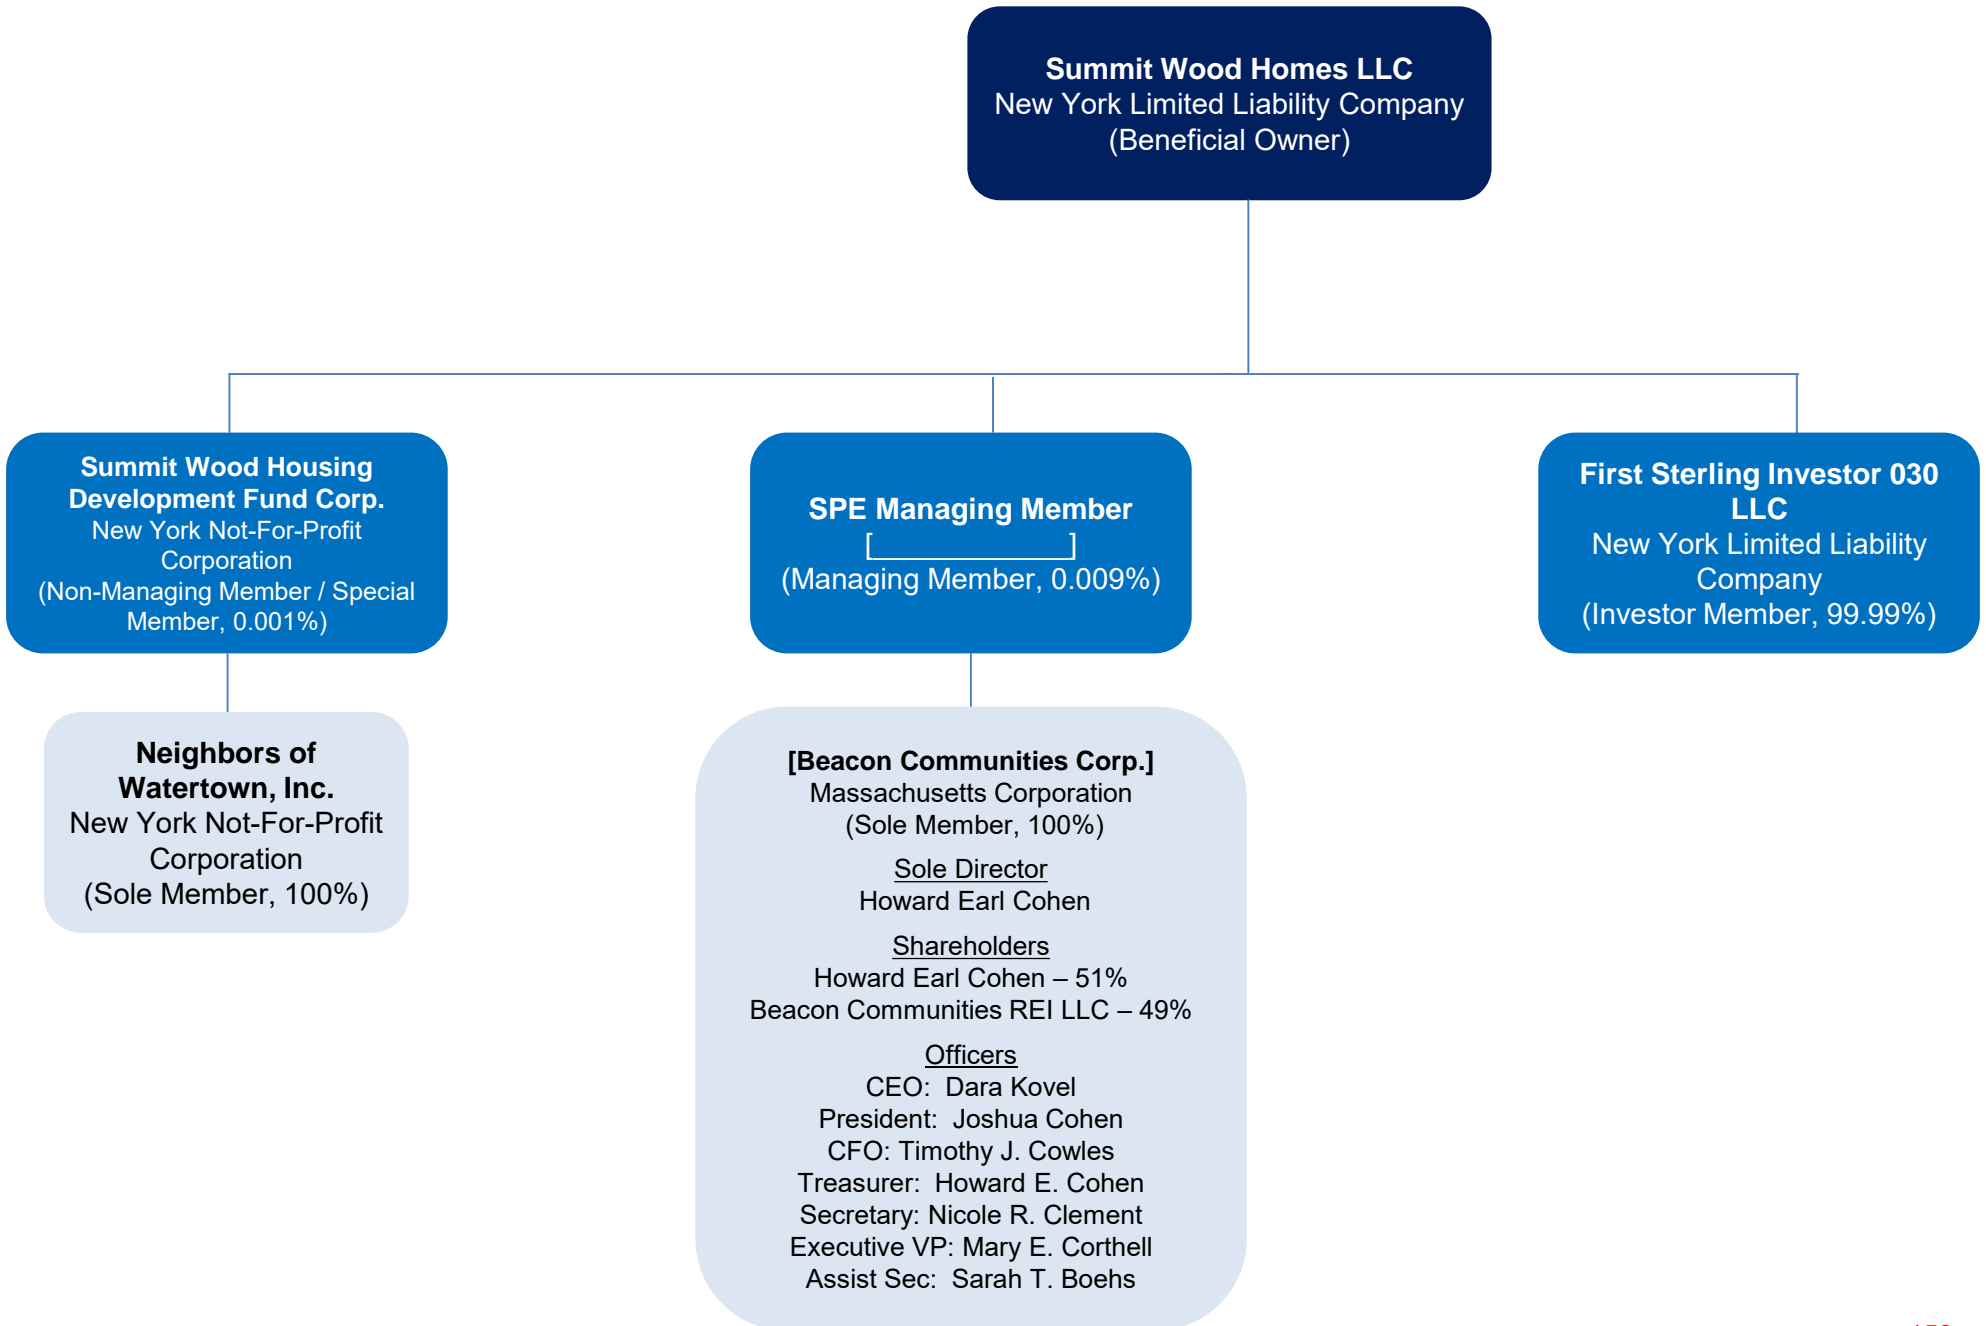 Summit Wood Homes LLC
New York Limited Liability Company
(Beneficial Owner)
Summit Wood Housing
Development Fund Corp.
New York Not-For-Profit
Corporation
(Non-Managing Member / Special
Member, 0.001%)
SPE Managing Member
[____________]
(Managing Member, 0.009%)
First Sterling Investor 030
LLC
New York Limited Liability
Company
(Investor Member, 99.99%)
Neighbors of
Watertown, Inc.
New York Not-For-Profit
Corporation
(Sole Member, 100%)
[Beacon Communities Corp.]
Massachusetts Corporation
(Sole Member, 100%)
Sole Director
Howard Earl Cohen
Shareholders
Howard Earl Cohen – 51%
Beacon Communities REI LLC – 49%
Officers
CEO:  Dara Kovel
President:  Joshua Cohen
CFO: Timothy J. Cowles
Treasurer:  Howard E. Cohen
Secretary: Nicole R. Clement
Executive VP: Mary E. Corthell
Assist Sec:  Sarah T. Boehs